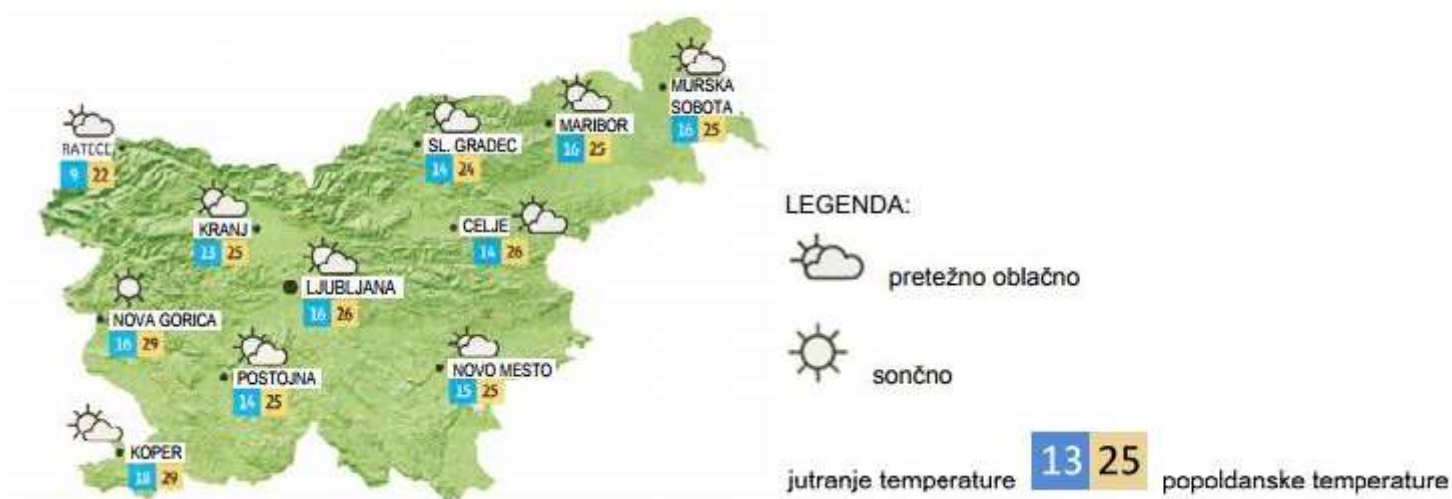 MURSKA
SOBOTA
16 25
MARIBOR
16 25
SL. GRADEC
14 24
RATEČE
9 22
KRANJ
13 25
CELJE
14 26
LJUBLJANA
16 26
NOVA GORICA
16 29
POSTOJNA
14 25
NOVO MESTO
15 25
KOPER
18 29
LEGENDA:
pretežno oblačno
sončno
jutranje temperature 13 25 popoldanske temperature